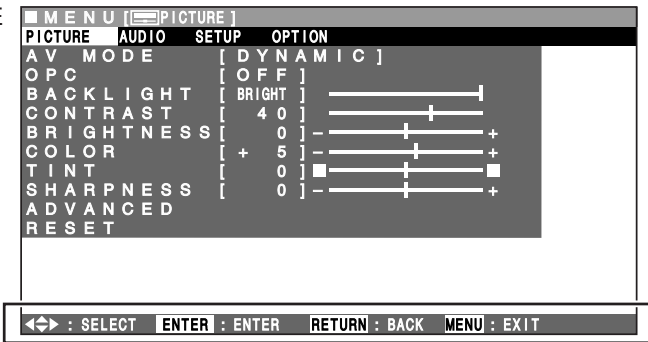 E
MENU [PICTURE]
PICTURE AUDIO SETUP OPTION
AV MODE [DYNAMIC]
OPC [OFF]
BACKLIGHT [BRIGHT]
CONTRAST [ 40 ]
BRIGHTNESS [ 0 ] - +
COLOR [+ 5 ] - +
TINT [ 0 ]
SHARPNESS [ 0 ] - +
ADVANCED
RESET
: SELECT ENTER : ENTER RETURN : BACK MENU : EXIT